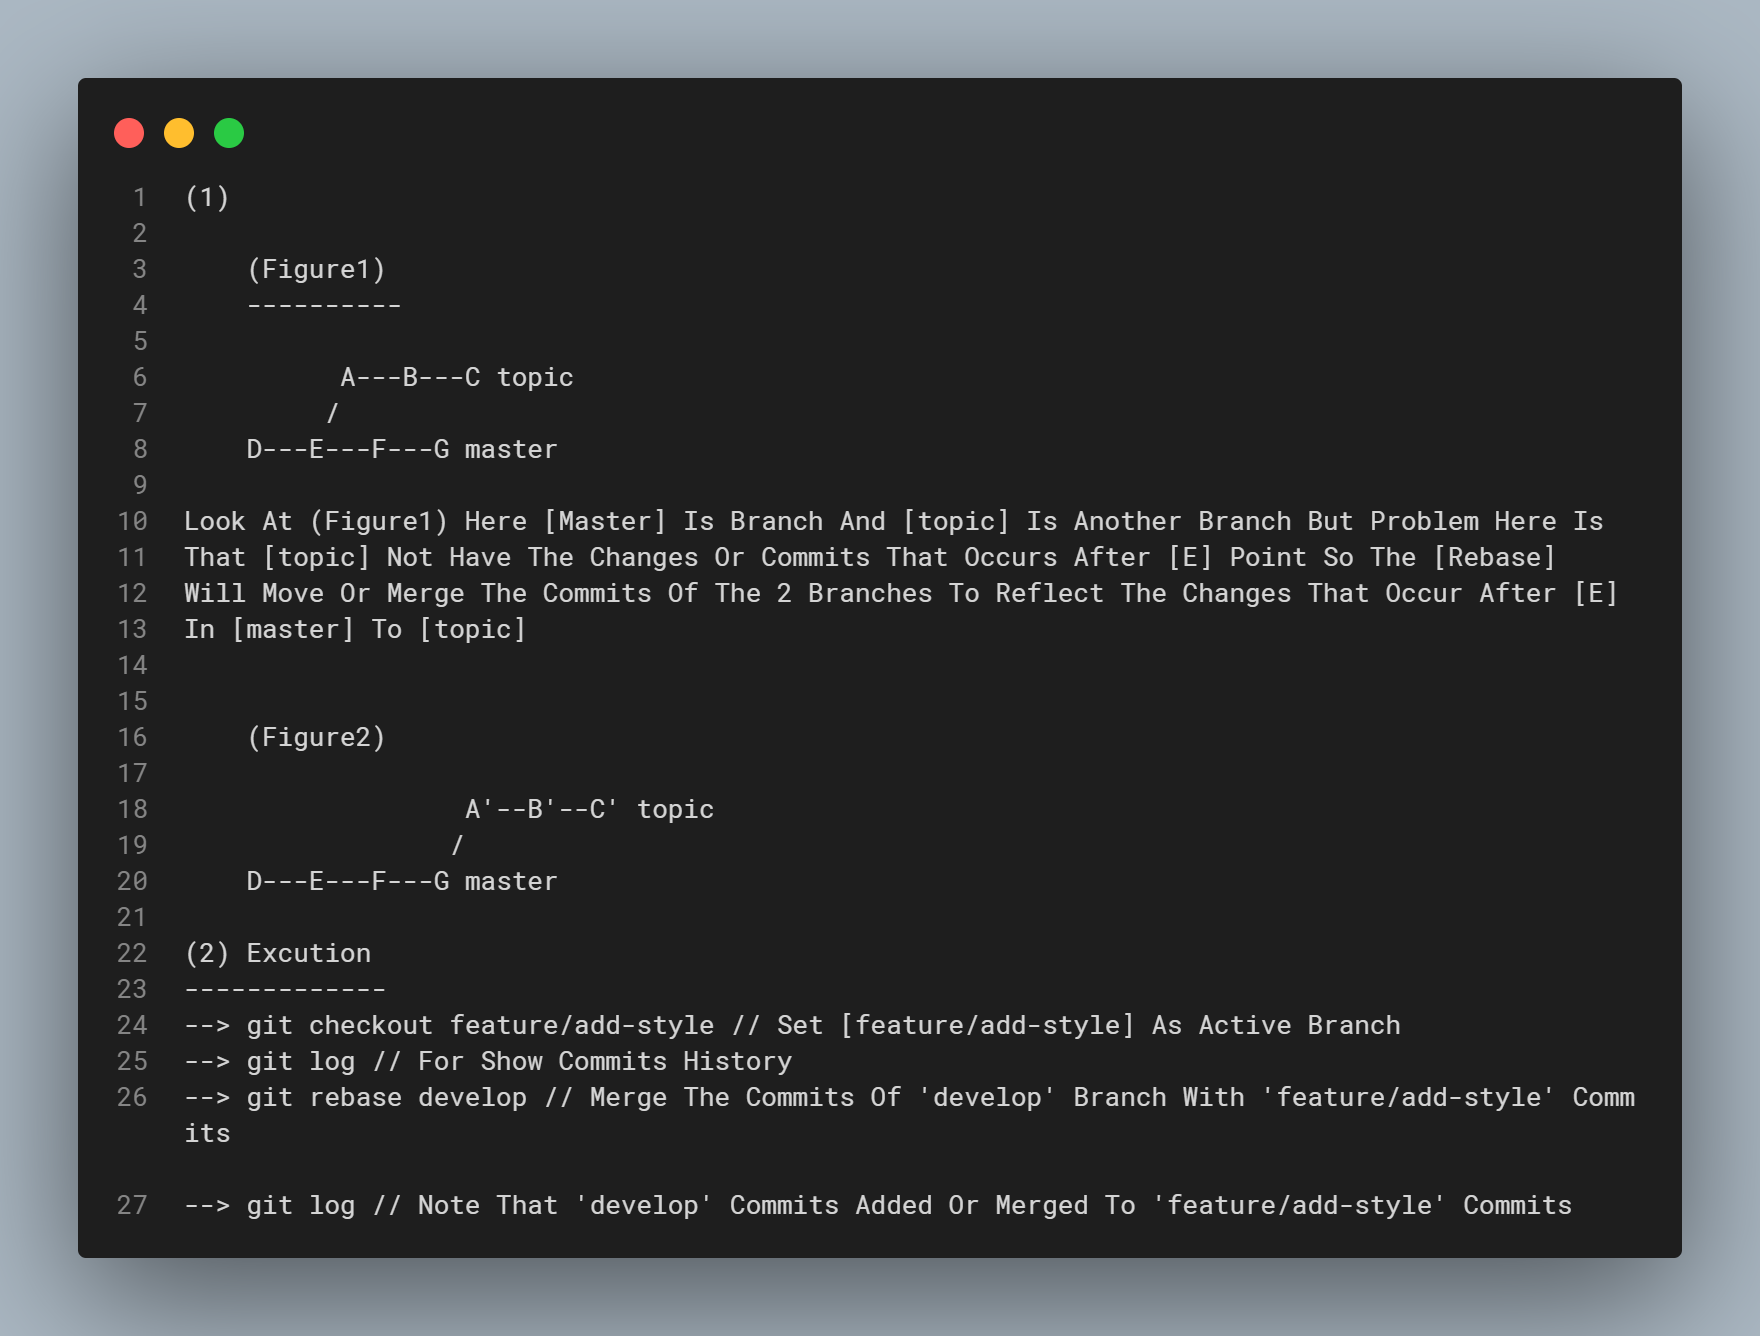 1 (1)
2
3     (Figure1)
4     ----------
5
6           A---B---C topic
7          /
8     D---E---F---G master
9
10 Look At (Figure1) Here [Master] Is Branch And [topic] Is Another Branch But Problem Here Is
11 That [topic] Not Have The Changes Or Commits That Occurs After [E] Point So The [Rebase]
12 Will Move Or Merge The Commits Of The 2 Branches To Reflect The Changes That Occur After [E]
13 In [master] To [topic]
14
15
16     (Figure2)
17
18                   A'--B'--C' topic
19                  /
20     D---E---F---G master
21
22 (2) Excution
23 -------------
24 --> git checkout feature/add-style // Set [feature/add-style] As Active Branch
25 --> git log // For Show Commits History
26 --> git rebase develop // Merge The Commits Of 'develop' Branch With 'feature/add-style' Comm
its
27 --> git log // Note That 'develop' Commits Added Or Merged To 'feature/add-style' Commits